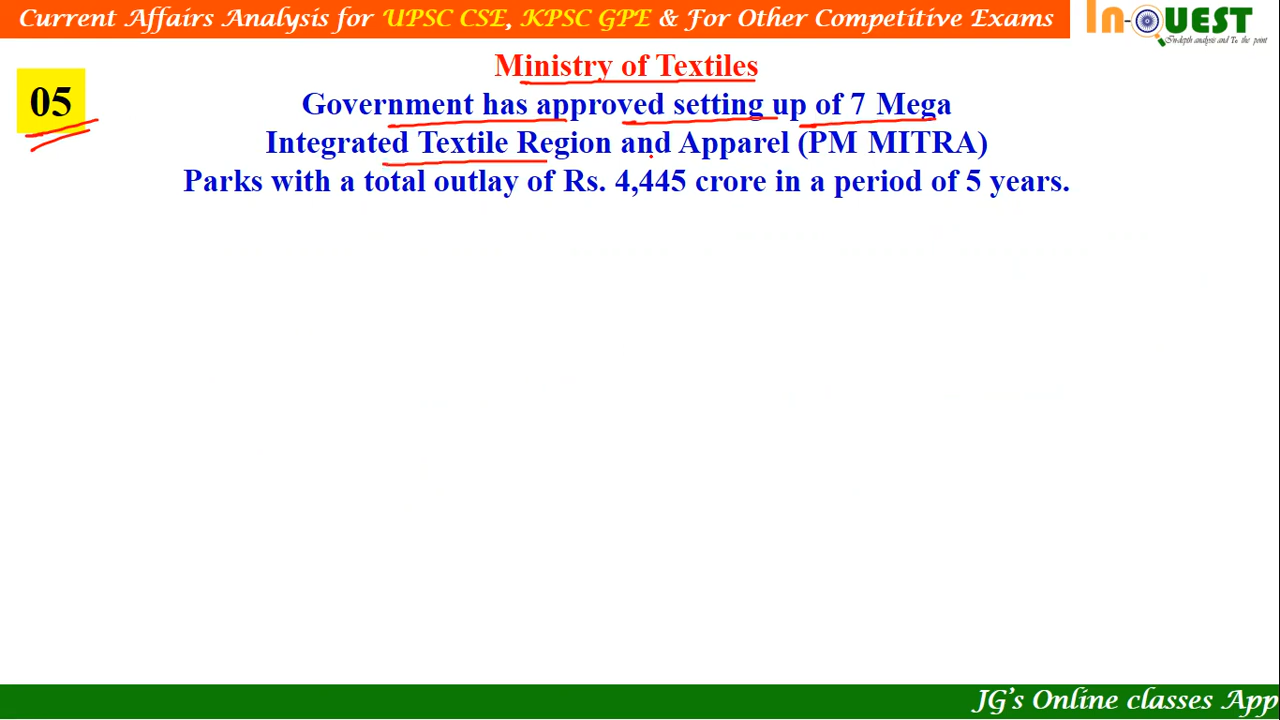 Current Affairs Analysis for UPSC CSE, KPSC GPE & For Other Competitive Exams
In-QUEST
In-depth analysis and To the point
Ministry of Textiles
05
Government has approved setting up of 7 Mega
Integrated Textile Region and Apparel (PM MITRA)
Parks with a total outlay of Rs. 4,445 crore in a period of 5 years.
JG's Online classes App